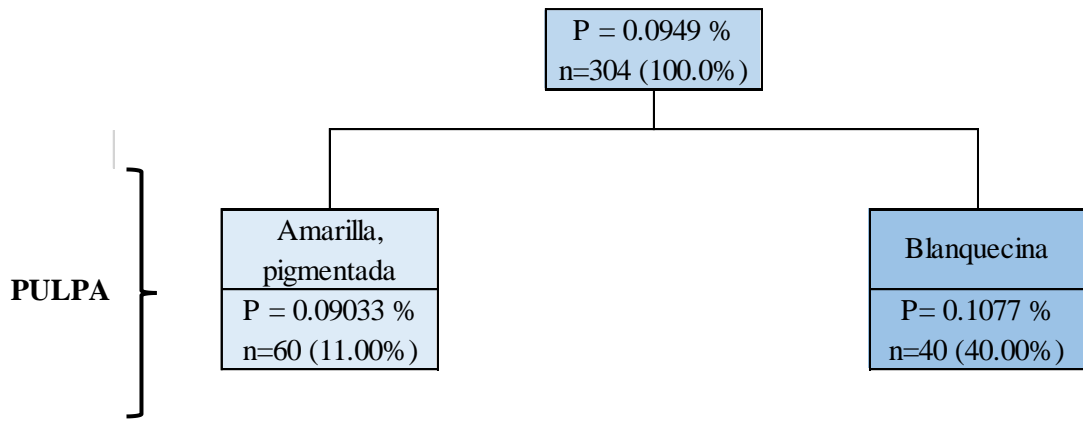 P = 0.0949 %
n=304 (100.0%)
PULPA
Amarilla,
pigmentada
P = 0.09033 %
n=60 (11.00%)
Blanquecina
P= 0.1077 %
n=40 (40.00%)